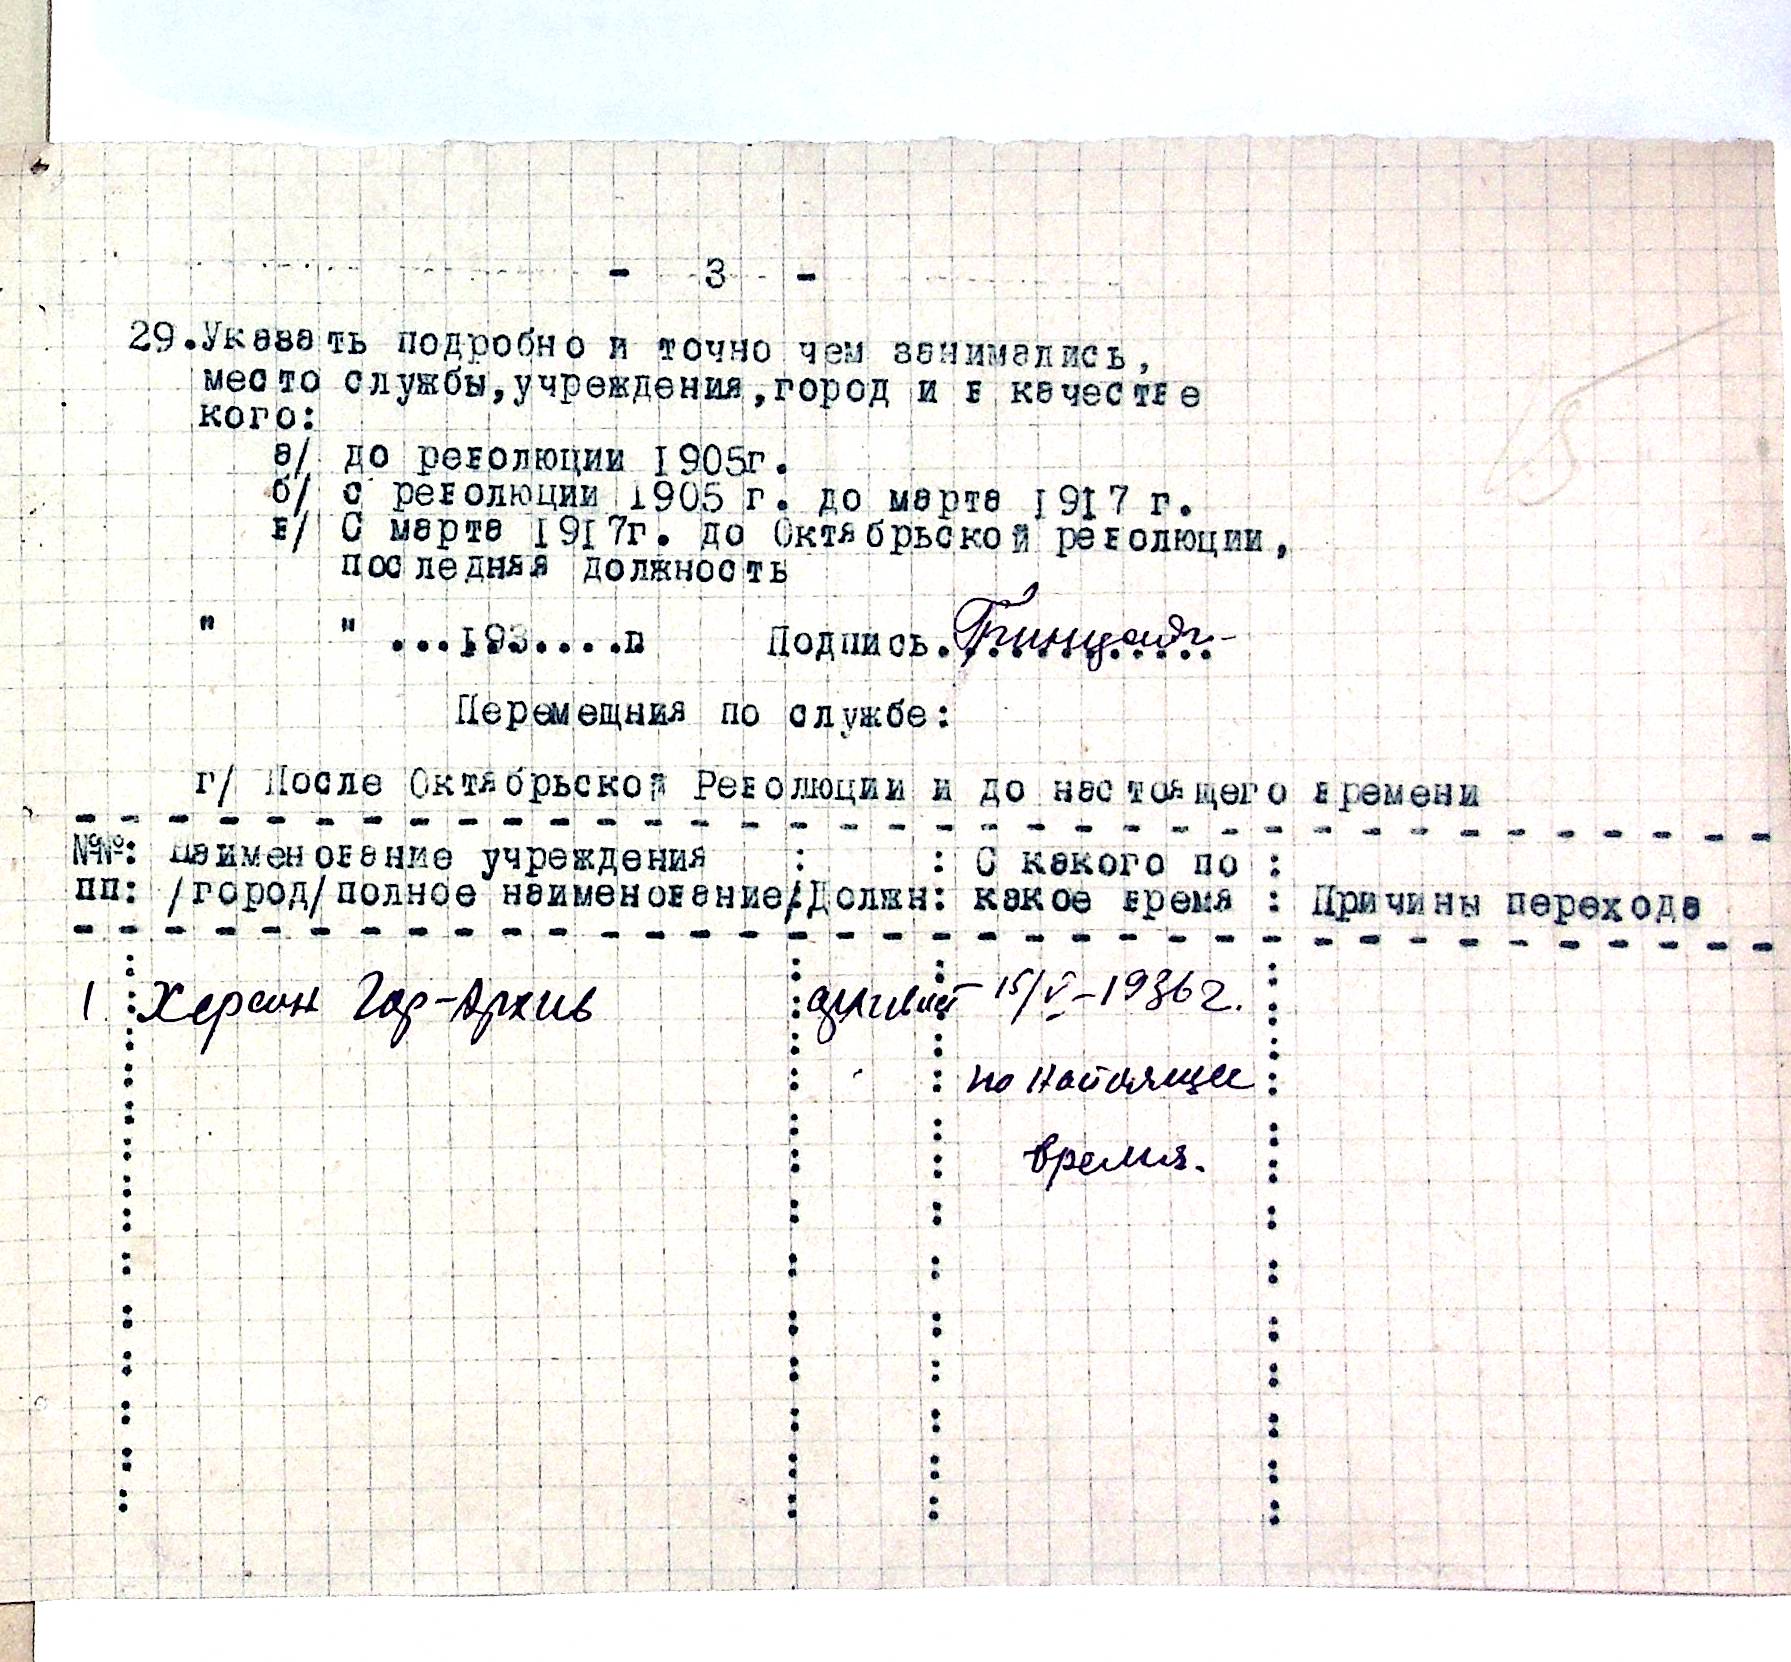 - 3 -
29.Указать подробно и точно чем занимались,
место службы,учреждения,город и в качестве
кого:
а/ до революции 1905г.
б/ с революции 1905 г. до марта 1917 г.
в/ С марта 1917г. до Октябрьской революции,
последняя должность
" " ...193....г Подпись..........
Перемещния по службе:
г/ После Октябрьской Революции и до настоящего времени
№№: Наименование учреждения : : С какого по :
пп: /город/полное наименование/:Должн: какое время : Причины перехода
1 Херсон Гор-Архив архивист 15/V-1936 г.
по настоящее
время.